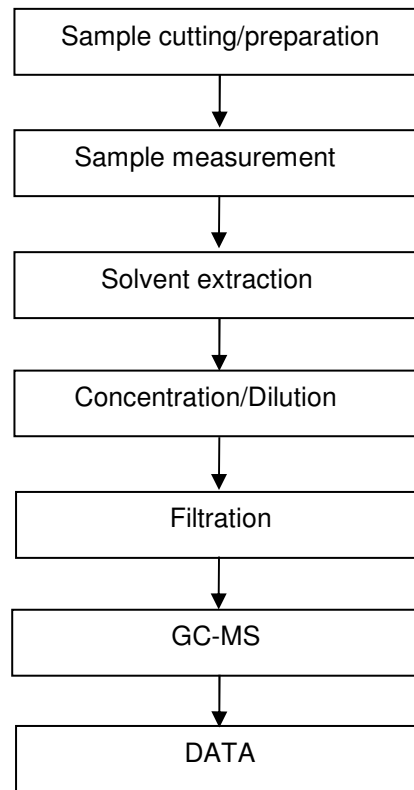 Sample cutting/preparation
Sample measurement
Solvent extraction
Concentration/Dilution
Filtration
GC-MS
DATA